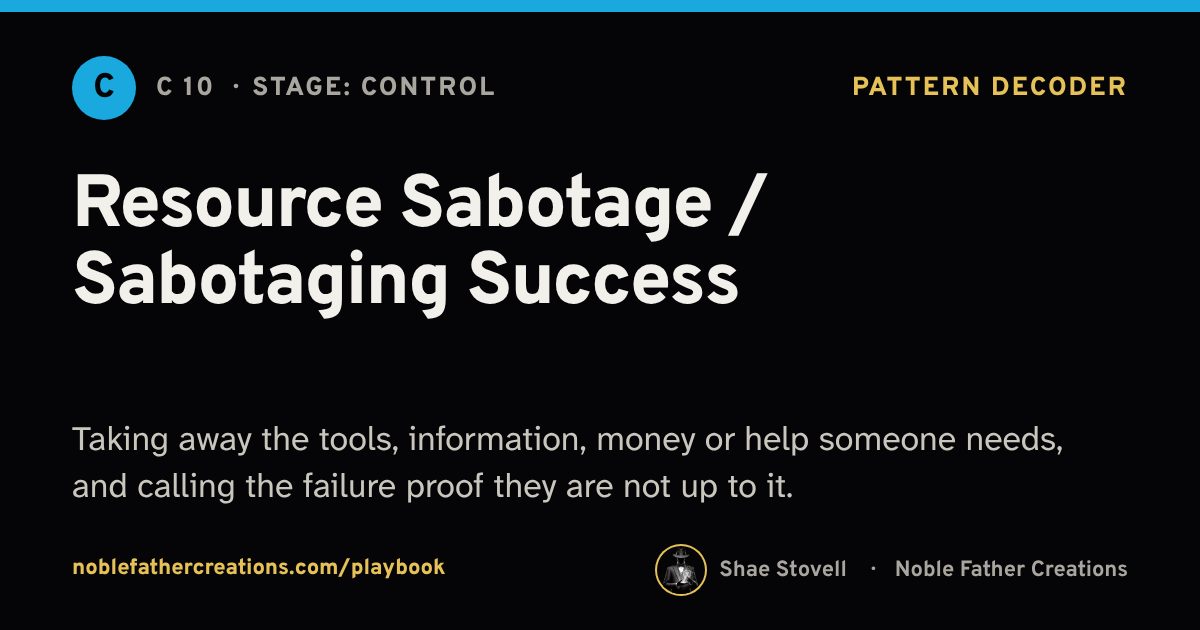 C
C 10 · STAGE: CONTROL
PATTERN DECODER
Resource Sabotage /
Sabotaging Success
Taking away the tools, information, money or help someone needs,
and calling the failure proof they are not up to it.
noblefathercreations.com/playbook
Shae Stovell · Noble Father Creations